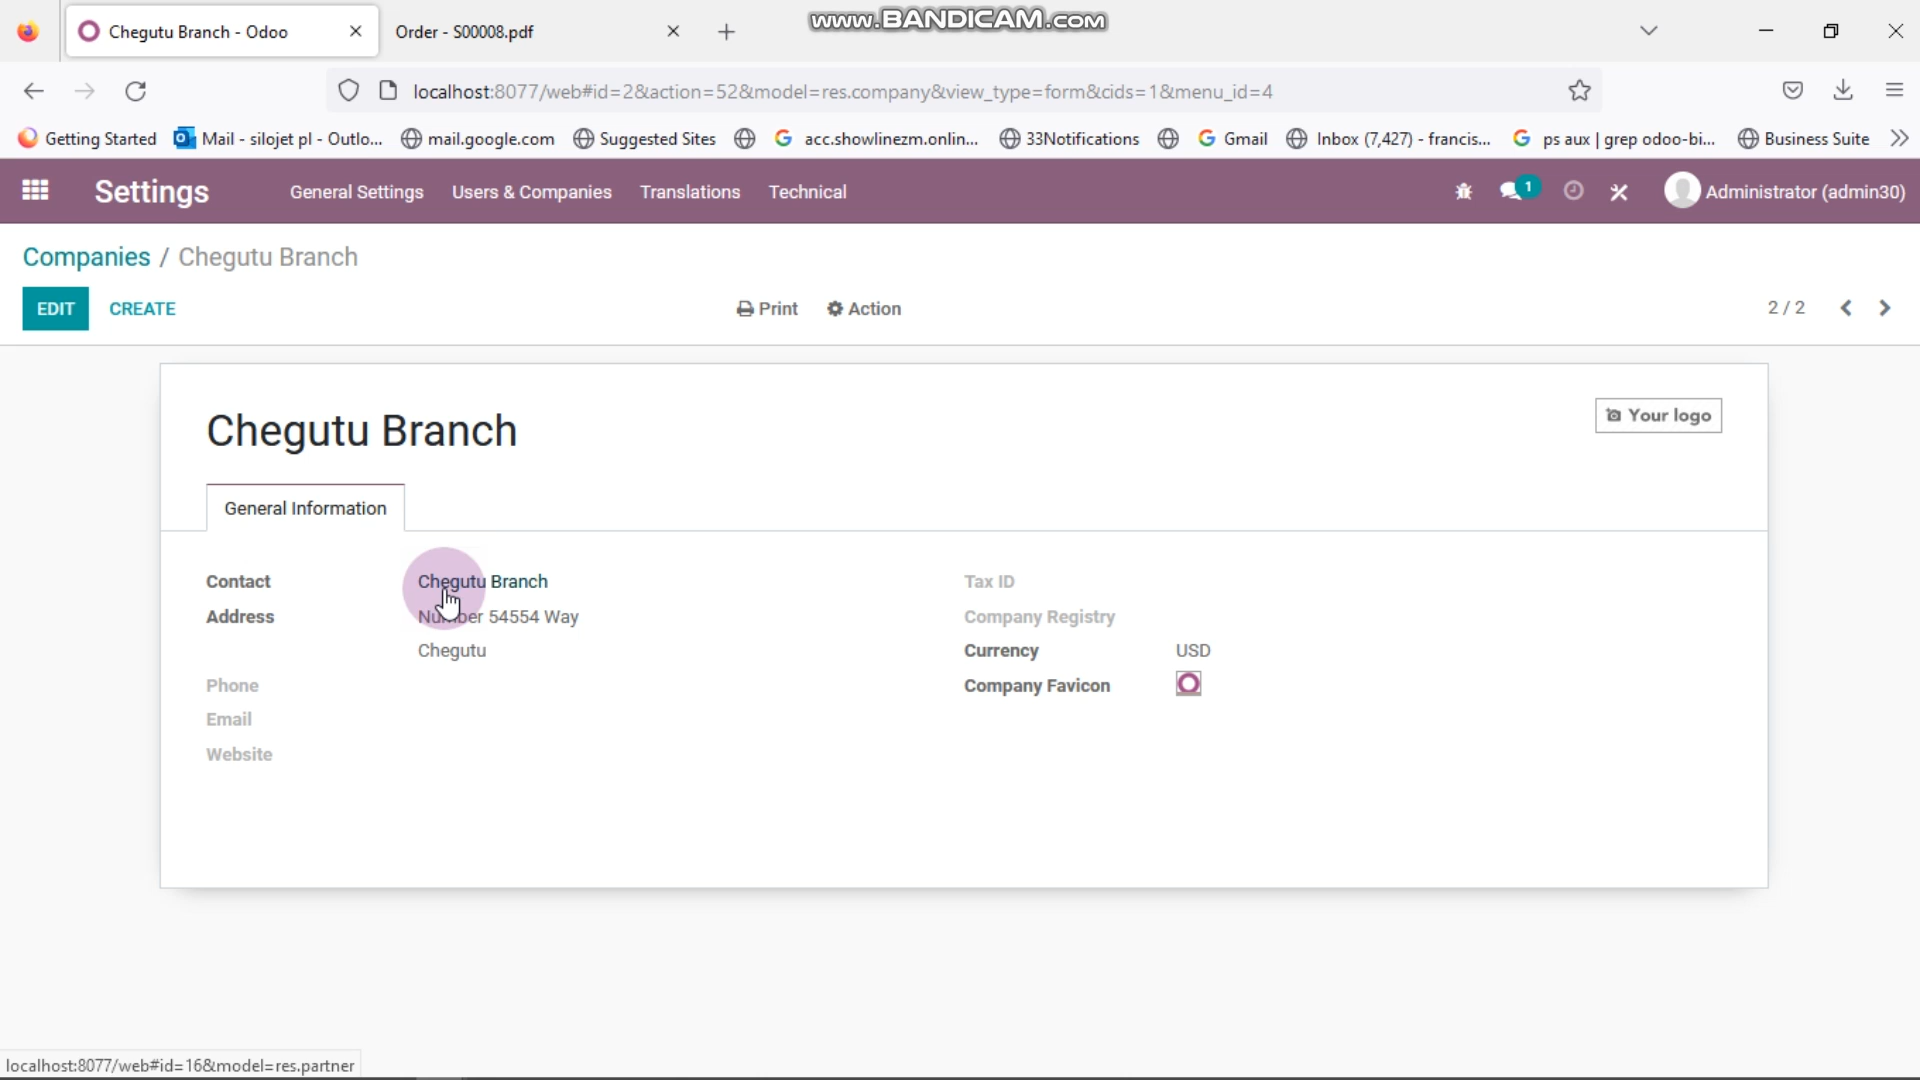 Chegutu Branch - Odoo
Order - S00008.pdf
www.BANDICAM.com
localhost:8077/web#id=2&action=52&model=res.company&view_type=form&cids=1&menu_id=4
Getting Started
Mail - silojet pl - Outlo...
mail.google.com
Suggested Sites
acc.showlinezm.onlin...
33Notifications
Gmail
Inbox (7,427) - francis...
ps aux | grep odoo-bi...
Business Suite
Settings
General Settings
Users & Companies
Translations
Technical
1
Administrator (admin30)
Companies / Chegutu Branch
EDIT
CREATE
Print
Action
2 / 2
Chegutu Branch
Your logo
General Information
Contact
Chegutu Branch
Address
Number 54554 Way
Chegutu
Phone
Email
Website
Tax ID
Company Registry
Currency
USD
Company Favicon
localhost:8077/web#id=16&model=res.partner